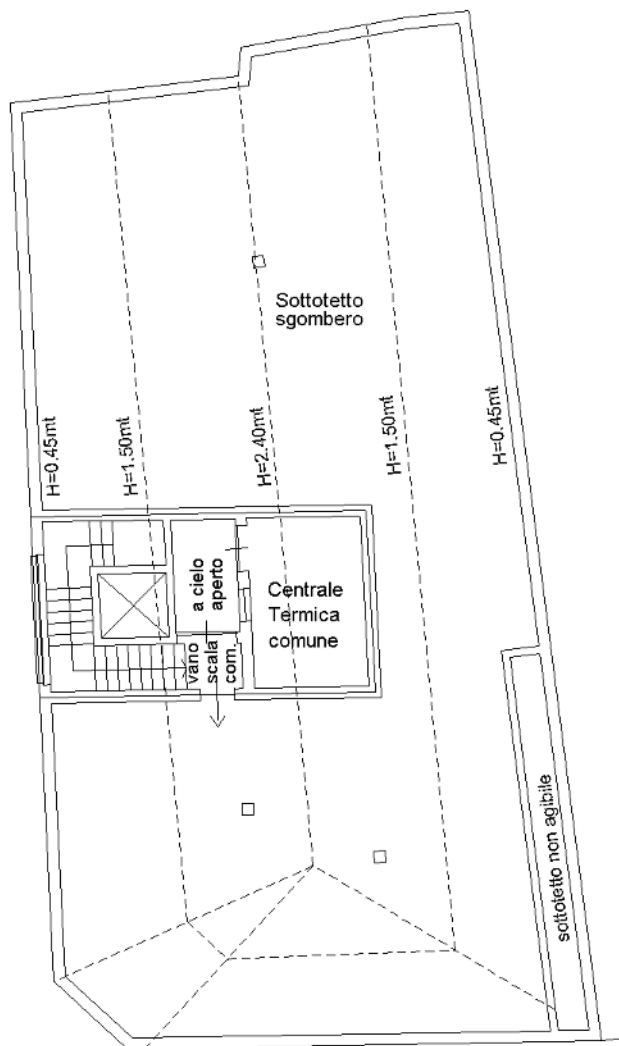 Sottotetto
sgombero
H=0.45mt
H=1.50mt
H=2.40mt
H=1.50mt
H=0.45mt
a cielo
aperto
Centrale
Termica
comune
vano
scala
com.
sottotetto non agibile